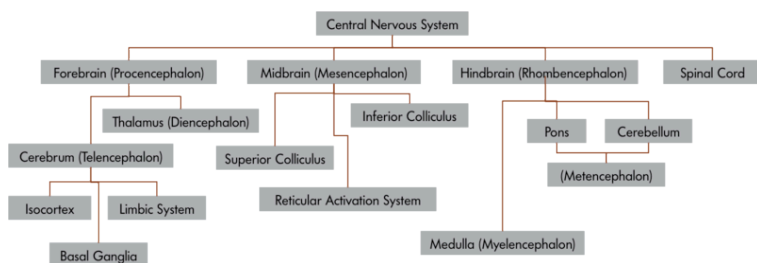 Central Nervous System
Forebrain (Procencephalon)
Midbrain (Mesencephalon)
Hindbrain (Rhombencephalon)
Spinal Cord
Thalamus (Diencephalon)
Inferior Colliculus
Pons
Cerebellum
Cerebrum (Telencephalon)
Superior Colliculus
(Metencephalon)
Isocortex
Limbic System
Reticular Activation System
Basal Ganglia
Medulla (Myelencephalon)